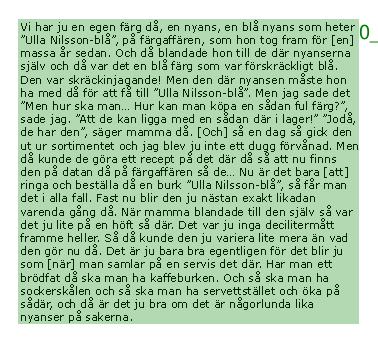 Vi har ju en egen färg då, en nyans, en blå nyans som heter
"Ulla Nilsson-blå", på färgaffären, som hon tog fram för [en]
massa år sedan. Och då blandade hon till de där nyanserna
själv och då var det en blå färg som var förskräckligt blå.
Den var skräckinjagande! Men den där nyansen måste hon
ha med då för att få till "Ulla Nilsson-blå". Men jag sade det
"Men hur ska man... Hur kan man köpa en sådan ful färg?",
sade jag. "Att de kan ligga med en sådan där i lager!" "Jodå,
de har den", säger mamma då. [Och] så en dag så gick den
ut ur sortimentet och jag blev ju inte ett dugg förvånad. Men
då kunde de göra ett recept på det där då så att nu finns
den på datan då på färgaffären så de... Nu är det bara [att]
ringa och beställa då en burk "Ulla Nilsson-blå", så får man
det i alla fall. Fast nu blir den ju nästan exakt likadan
varenda gång då. När mamma blandade till den själv så var
det ju lite på en höft så där. Det var ju inga decilitermått
framme heller. Så då kunde den ju variera lite mera än vad
den gör nu då. Det är ju bara bra egentligen för det blir ju
som [när] man samlar på en servis det där. Har man ett
brödfat då ska man ha kaffeburken. Och så ska man ha
sockerskålen och så ska man ha servettstället och öka på
sådär, och då är det ju bra om det är någorlunda lika
nyanser på sakerna.